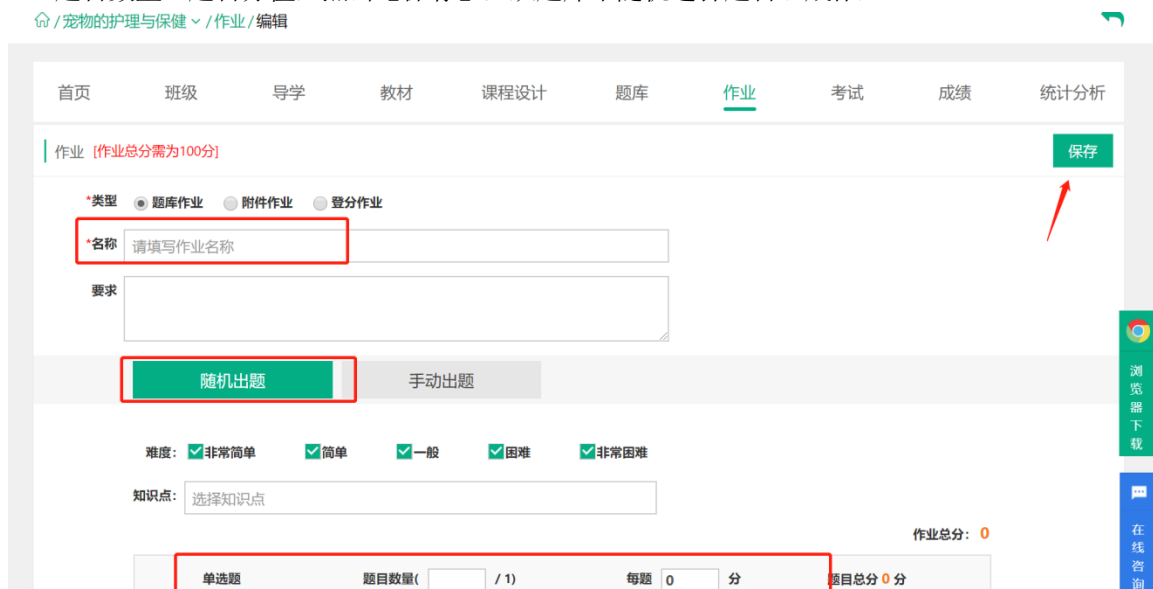 宠物的护理与保健 / 作业 / 编辑
首页 班级 导学 教材 课程设计 题库 作业 考试 成绩 统计分析
作业 [作业总分需为100分] 保存
*类型 题库作业 附件作业 登分作业
*名称 请填写作业名称
要求
随机出题 手动出题
难度: 非常简单 简单 一般 困难 非常困难
知识点: 选择知识点
作业总分: 0
单选题 题目数量( / 1) 每题 0 分 题目总分 0 分
浏览器下载
在线咨询